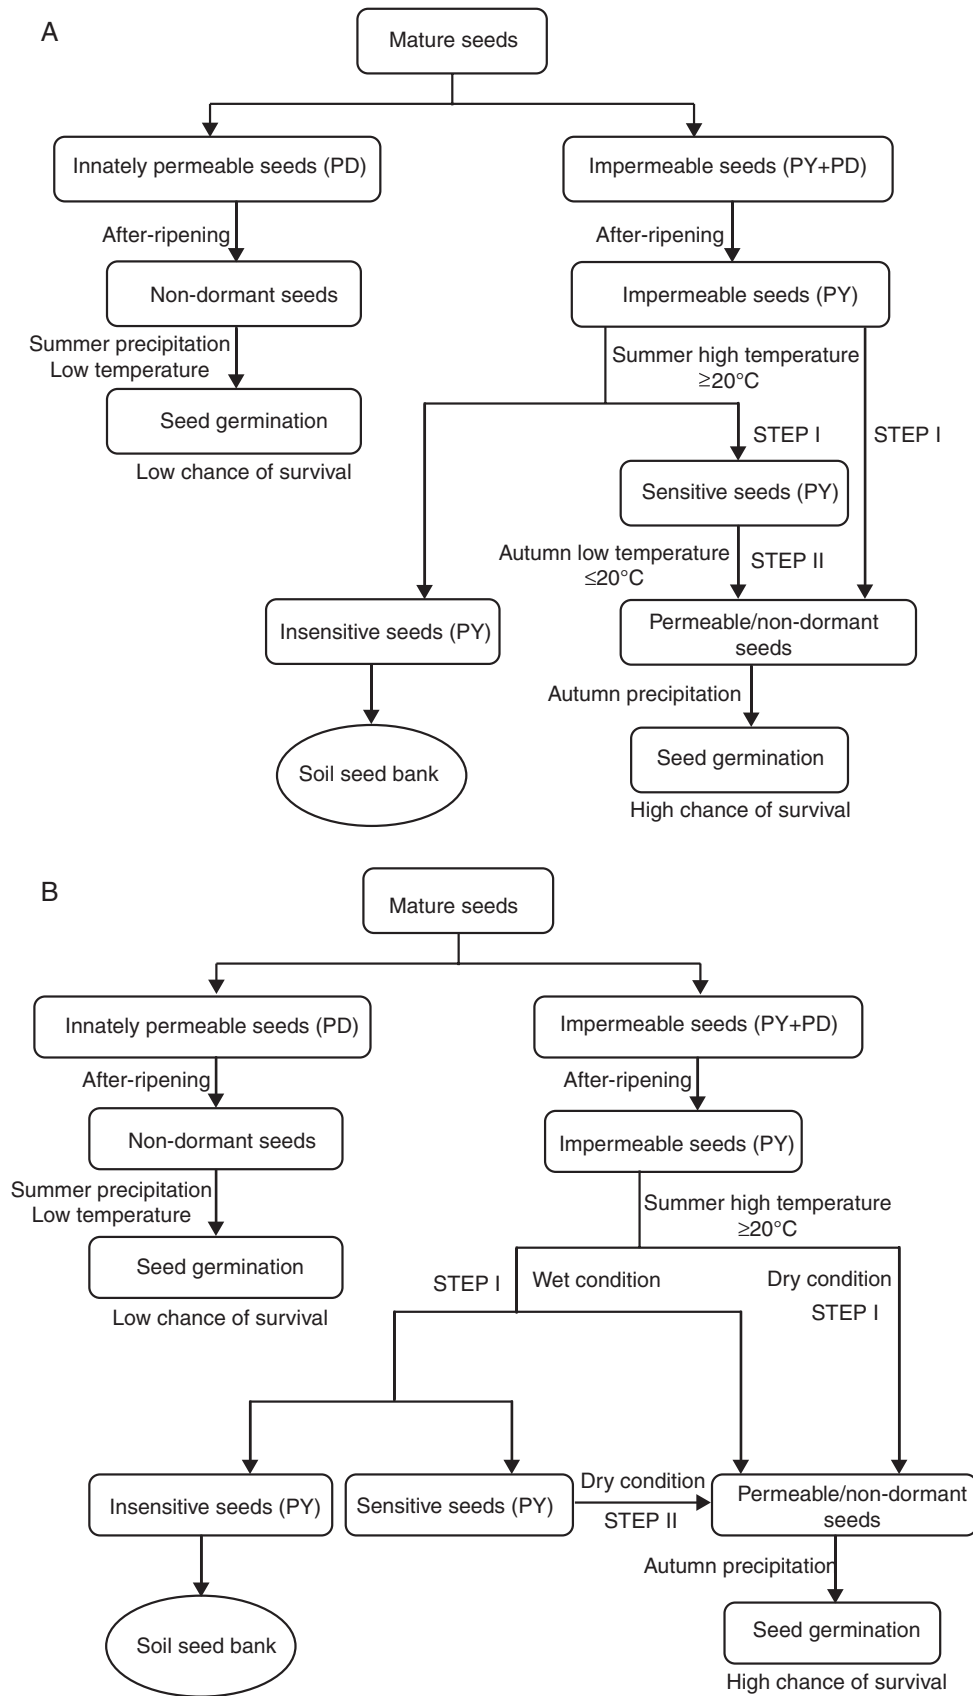 A
Mature seeds
Innately permeable seeds (PD)
Impermeable seeds (PY+PD)
After-ripening
After-ripening
Non-dormant seeds
Impermeable seeds (PY)
Summer precipitation
Low temperature
Summer high temperature
≥20°C
Seed germination
Low chance of survival
STEP I
STEP I
Sensitive seeds (PY)
Autumn low temperature
≤20°C
STEP II
Insensitive seeds (PY)
Permeable/non-dormant
seeds
Autumn precipitation
Soil seed bank
Seed germination
High chance of survival
B
Mature seeds
Innately permeable seeds (PD)
Impermeable seeds (PY+PD)
After-ripening
After-ripening
Non-dormant seeds
Impermeable seeds (PY)
Summer precipitation
Low temperature
Summer high temperature
≥20°C
Seed germination
Low chance of survival
STEP I
Wet condition
Dry condition
STEP I
Insensitive seeds (PY)
Sensitive seeds (PY)
Dry condition
STEP II
Permeable/non-dormant
seeds
Autumn precipitation
Soil seed bank
Seed germination
High chance of survival